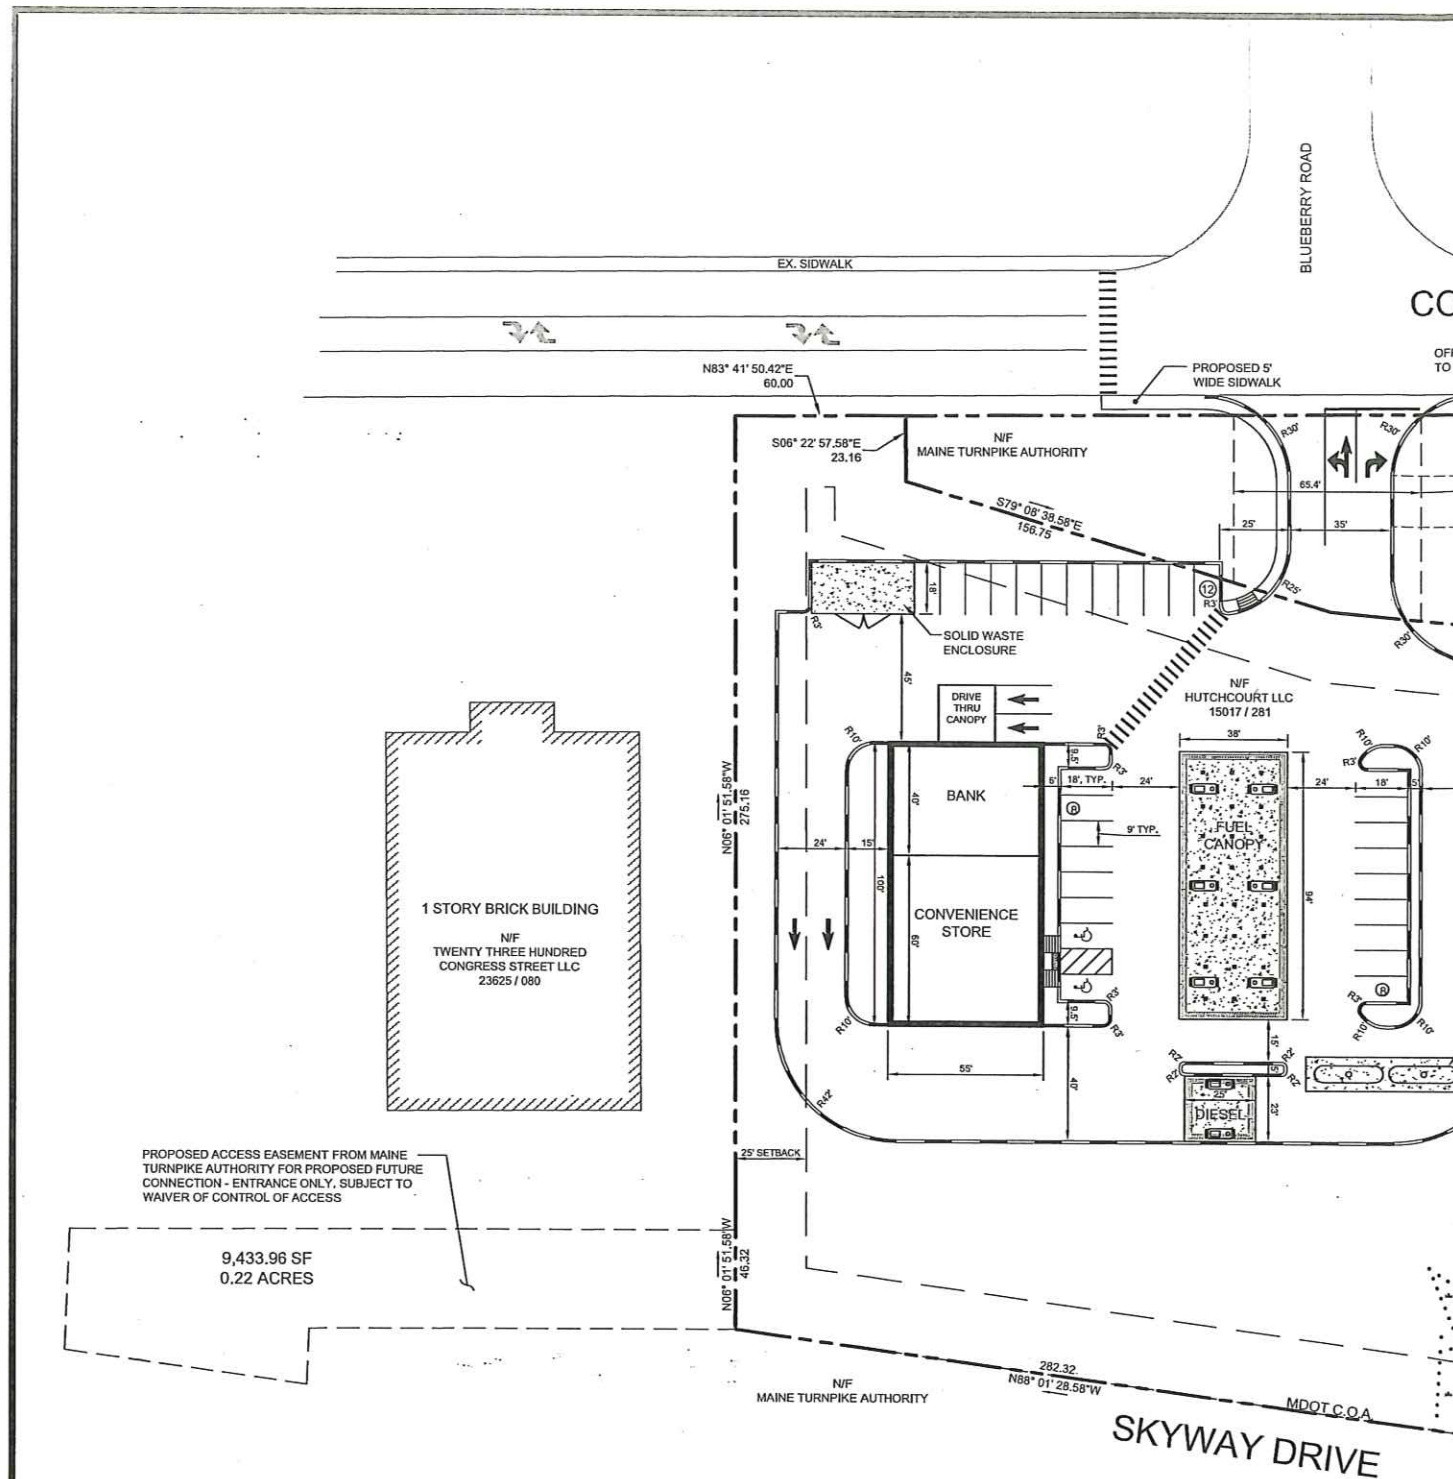 BLUEBERRY ROAD
EX. SIDWALK
CO
OF
TO
N83° 41' 50.42"E
60.00
PROPOSED 5'
WIDE SIDWALK
S06° 22' 57.58"E
23.16
N/F
MAINE TURNPIKE AUTHORITY
R30'
R30'
65.4'
S79° 08' 38.58"E
156.75
25'
35'
18'
12
R3'
R25'
R3'
SOLID WASTE
ENCLOSURE
R30'
45'
DRIVE
THRU
CANOPY
N/F
HUTCHCOURT LLC
15017 / 281
38'
R10'
R3'
9.5'
R3'
R10'
R10'
R3'
N06° 01' 51.58"W
275.16
40'
BANK
5'
18', TYP.
24'
24'
18'
5'
8
9' TYP.
FUEL
CANOPY
24'
15'
100'
94'
1 STORY BRICK BUILDING
N/F
TWENTY THREE HUNDRED
CONGRESS STREET LLC
23625 / 080
CONVENIENCE
STORE
60'
8
R3'
R3'
R10'
9.5'
R3'
R10'
R10'
15'
R2'
R2'
R2'
R2'
5'
55'
40'
25'
23'
DIESEL
R42'
PROPOSED ACCESS EASEMENT FROM MAINE
TURNPIKE AUTHORITY FOR PROPOSED FUTURE
CONNECTION - ENTRANCE ONLY, SUBJECT TO
WAIVER OF CONTROL OF ACCESS
25' SETBACK
9,433.96 SF
0.22 ACRES
N06° 01' 51.58"W
46.32
282.32
N88° 01' 28.58"W
N/F
MAINE TURNPIKE AUTHORITY
MDOT C.O.A.
SKYWAY DRIVE